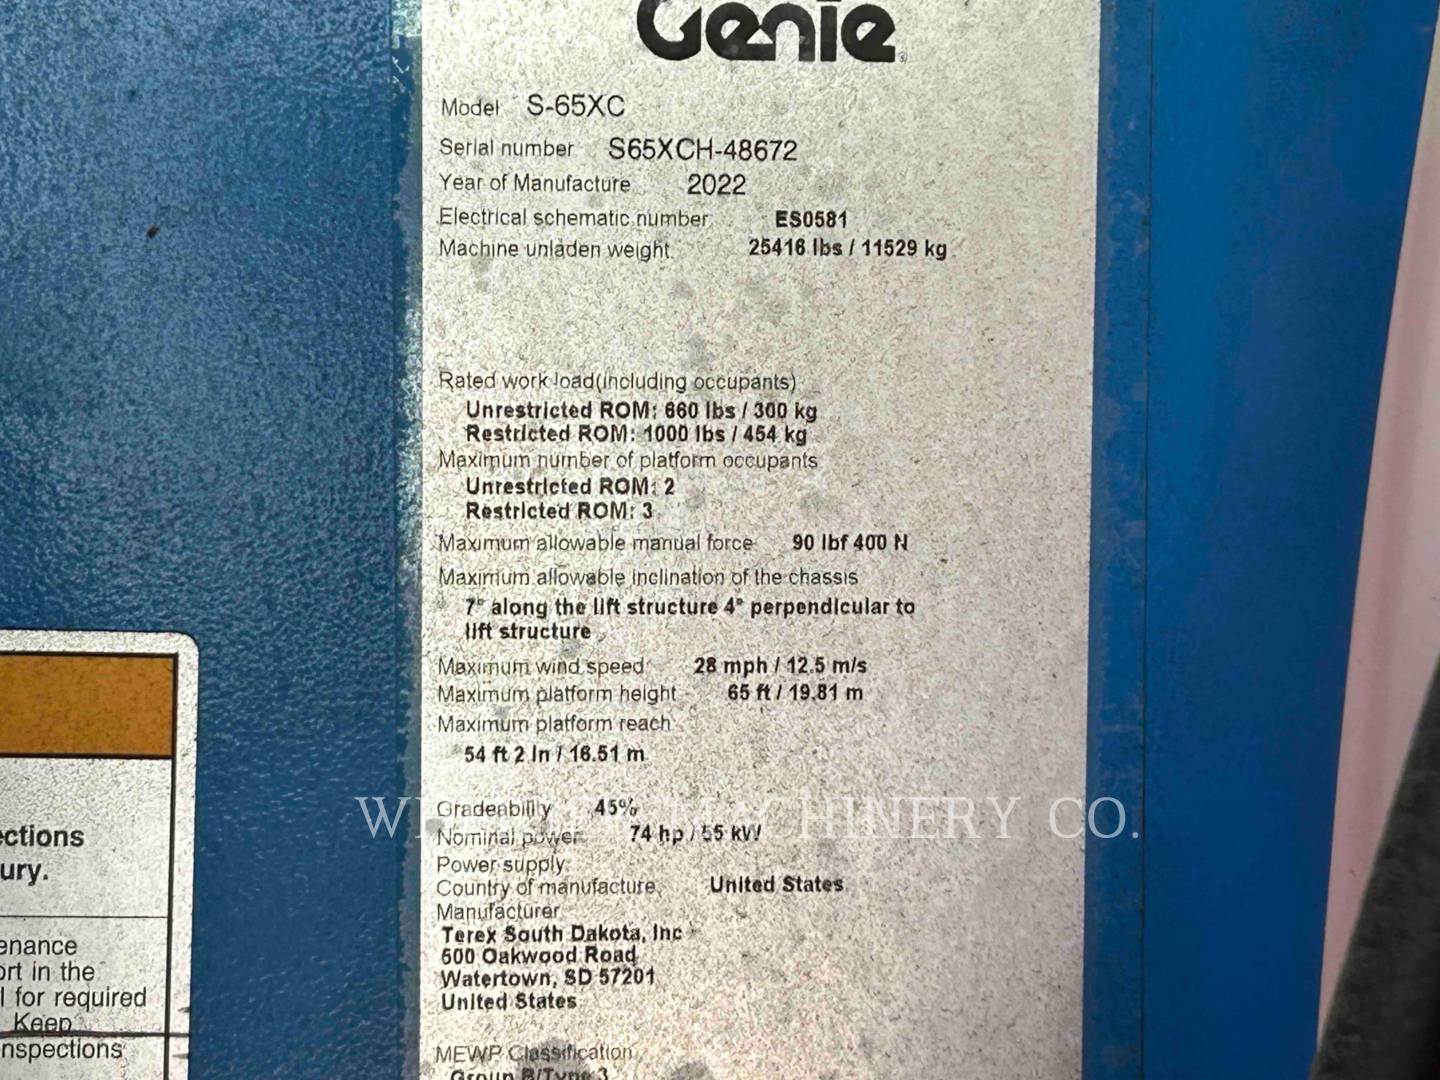 Genie
Model S-65XC
Serial number S65XCH-48672
Year of Manufacture 2022
Electrical schematic number ES0581
Machine unladen weight 25416 lbs / 11529 kg
Rated work load(including occupants)
Unrestricted ROM: 660 lbs / 300 kg
Restricted ROM: 1000 lbs / 454 kg
Maximum number of platform occupants
Unrestricted ROM: 2
Restricted ROM: 3
Maximum allowable manual force 90 lbf 400 N
Maximum allowable inclination of the chassis
7° along the lift structure 4° perpendicular to
lift structure
Maximum wind speed 28 mph / 12.5 m/s
Maximum platform height 65 ft / 19.81 m
Maximum platform reach
54 ft 2 in / 16.51 m
Gradeability 45%
Nominal power 74 hp / 55 kW
Power supply
Country of manufacture United States
Manufacturer
Terex South Dakota, Inc
500 Oakwood Road
Watertown, SD 57201
United States
MEWP Classification
Group B/Type 3
ections
ury.
enance
ort in the
l for required
Keep
nspections
CO.